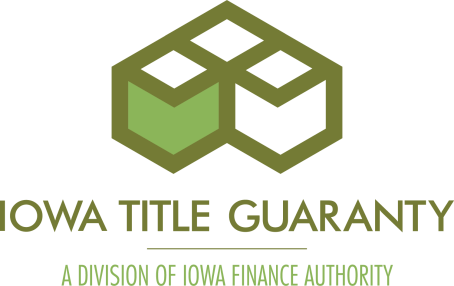 IOWA TITLE GUARANTY
A DIVISION OF IOWA FINANCE AUTHORITY